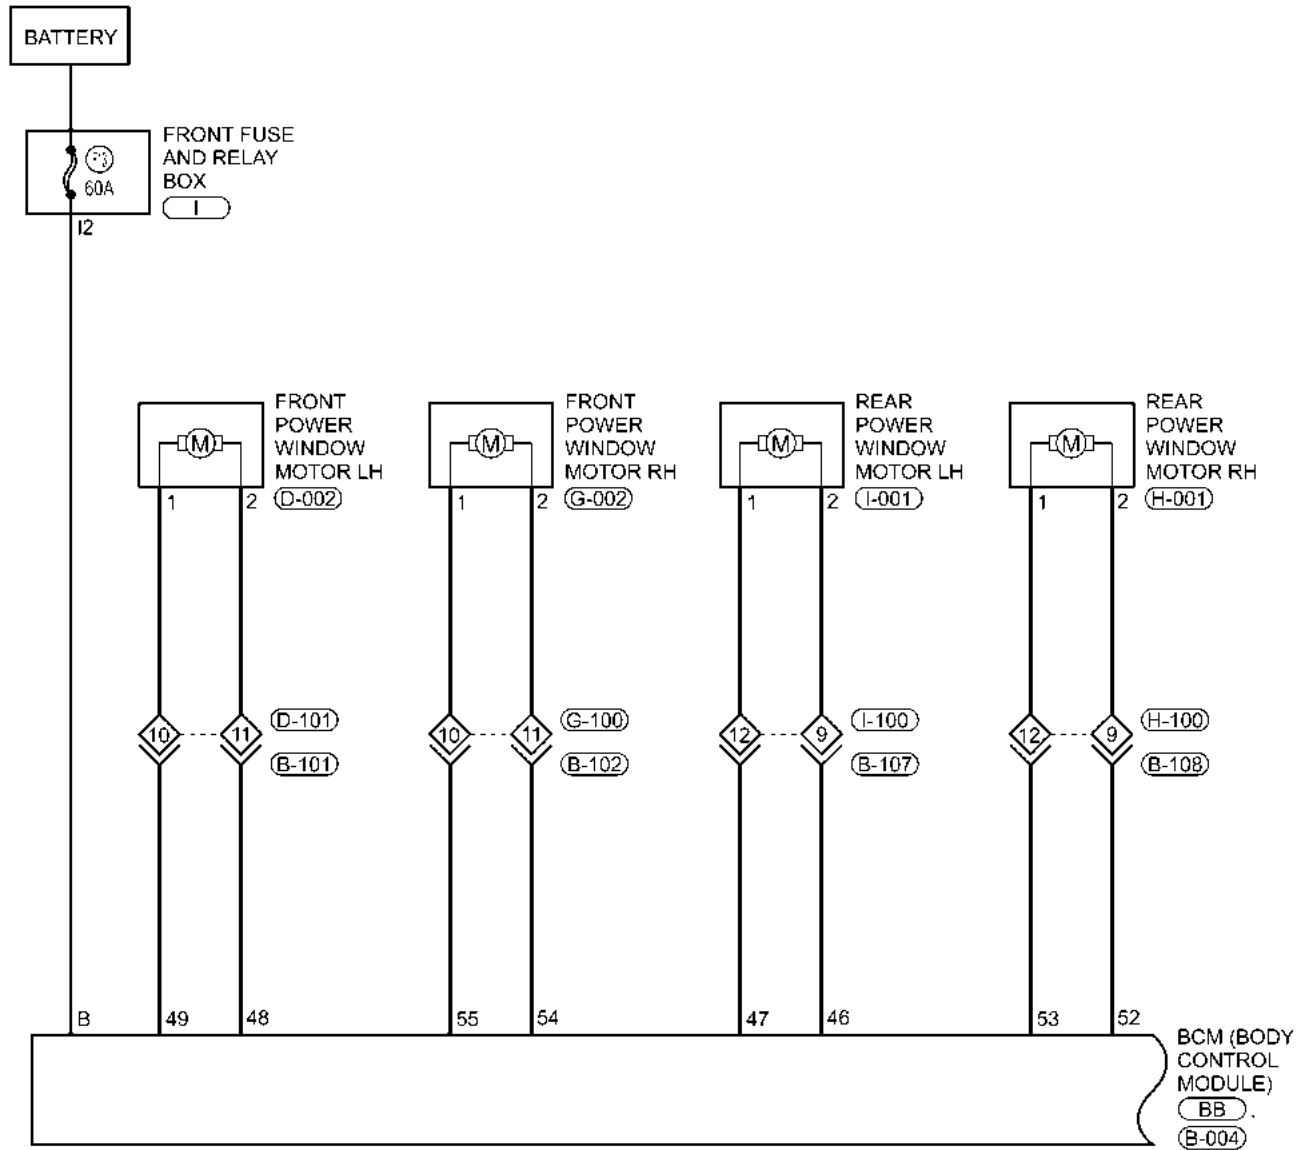 BATTERY
FRONT FUSE
AND RELAY
BOX
I
60A
I2
FRONT
POWER
WINDOW
MOTOR LH
D-002
1
2
FRONT
POWER
WINDOW
MOTOR RH
G-002
1
2
REAR
POWER
WINDOW
MOTOR LH
I-001
1
2
REAR
POWER
WINDOW
MOTOR RH
H-001
1
2
M
M
M
M
10
11
D-101
B-101
10
11
G-100
B-102
12
9
I-100
B-107
12
9
H-100
B-108
B
49
48
55
54
47
46
53
52
BCM (BODY
CONTROL
MODULE)
BB ,
B-004